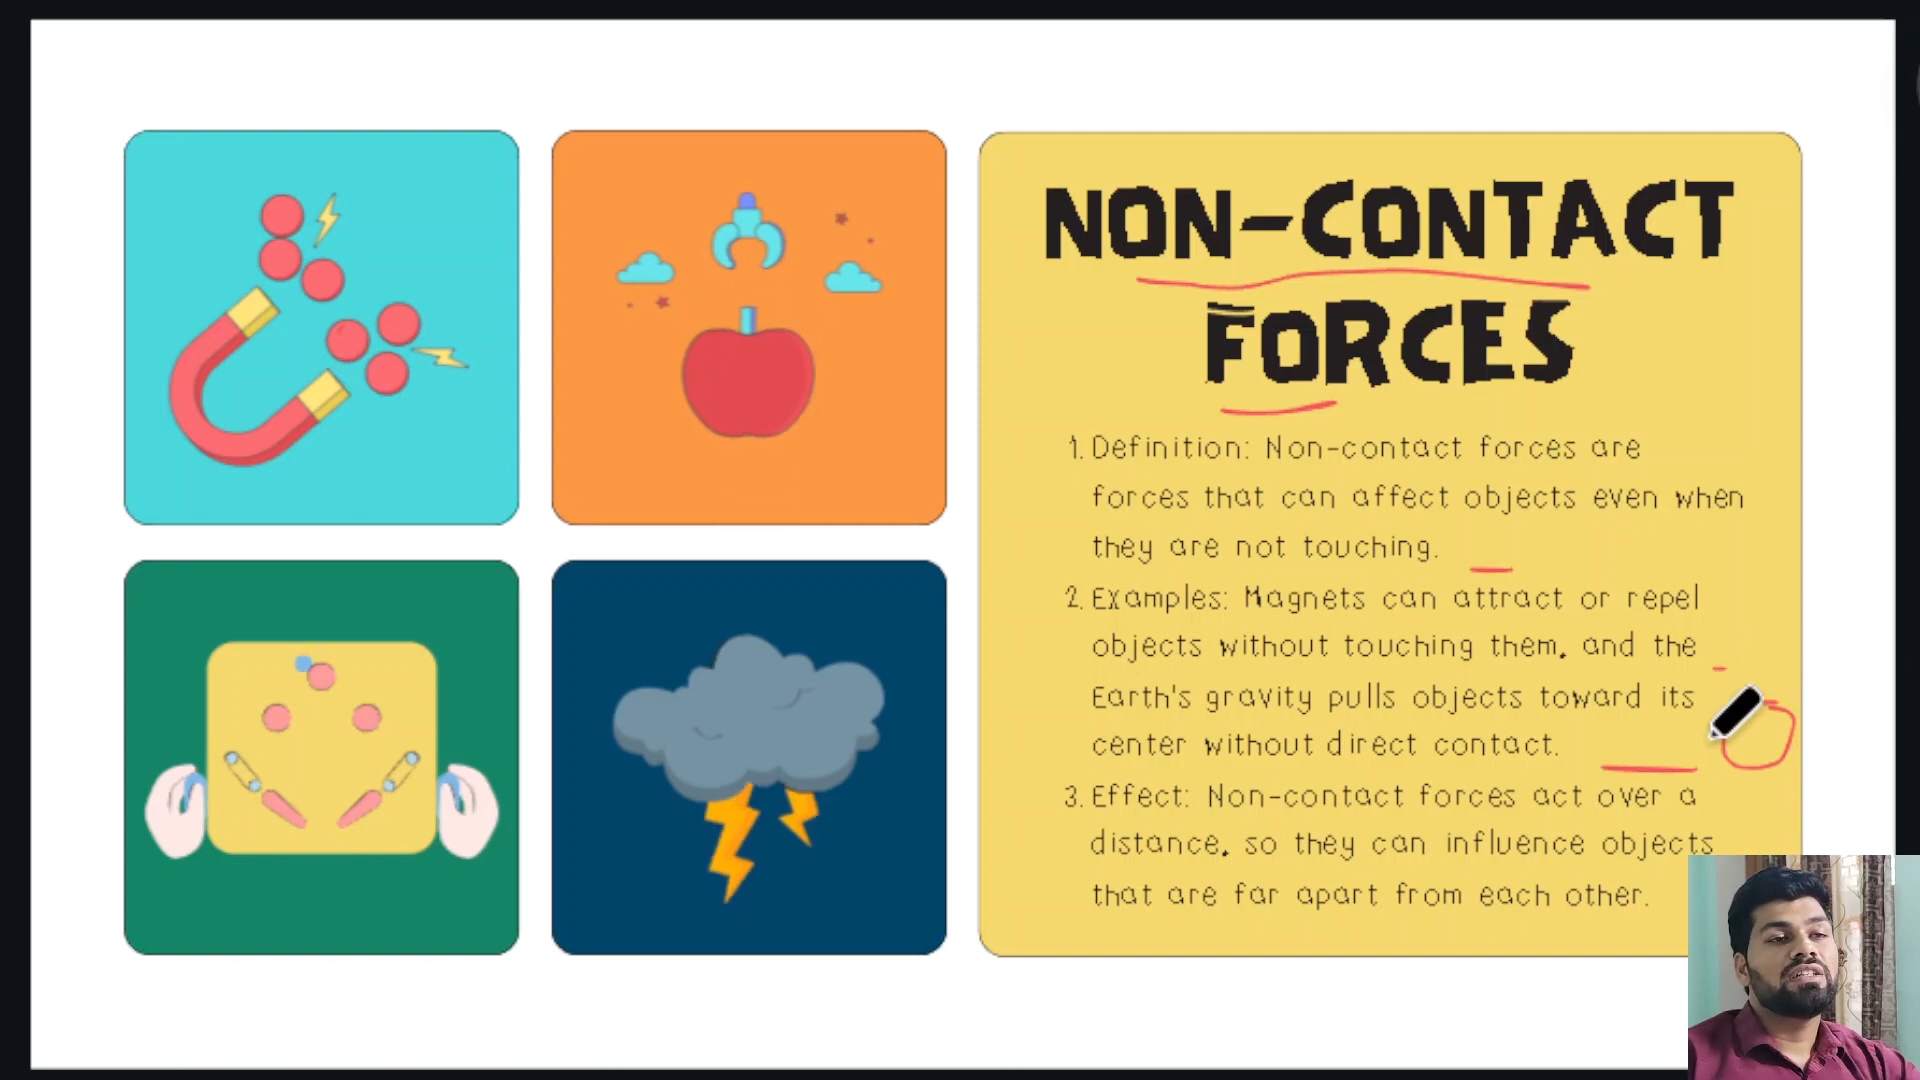 NON-CONTACT
FORCES
1. Definition: Non-contact forces are
forces that can affect objects even when
they are not touching.
2. Examples: Magnets can attract or repel
objects without touching them, and the
Earth's gravity pulls objects toward its
center without direct contact.
3. Effect: Non-contact forces act over a
distance, so they can influence objects
that are far apart from each other.